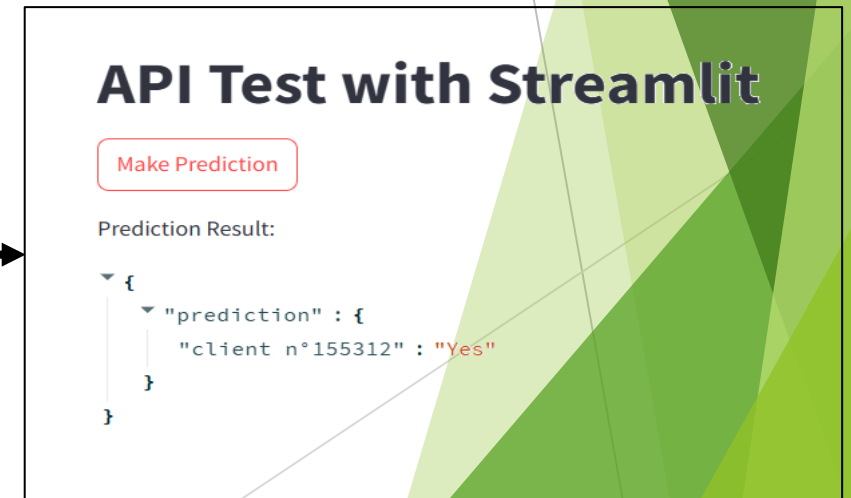 API Test with Streamlit
Make Prediction
Prediction Result:
{
"prediction" : {
"client n°155312" : "Yes"
}
}